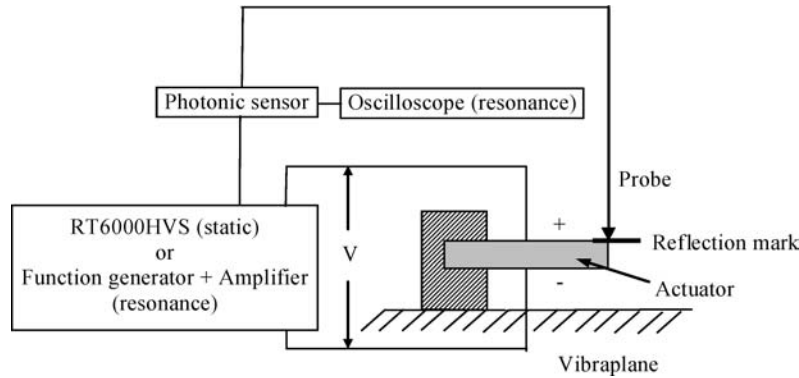 Photonic sensor
Oscilloscope (resonance)
Probe
RT6000HVS (static)
or
Function generator + Amplifier
(resonance)
V
+
Reflection mark
-
Actuator
Vibraplane